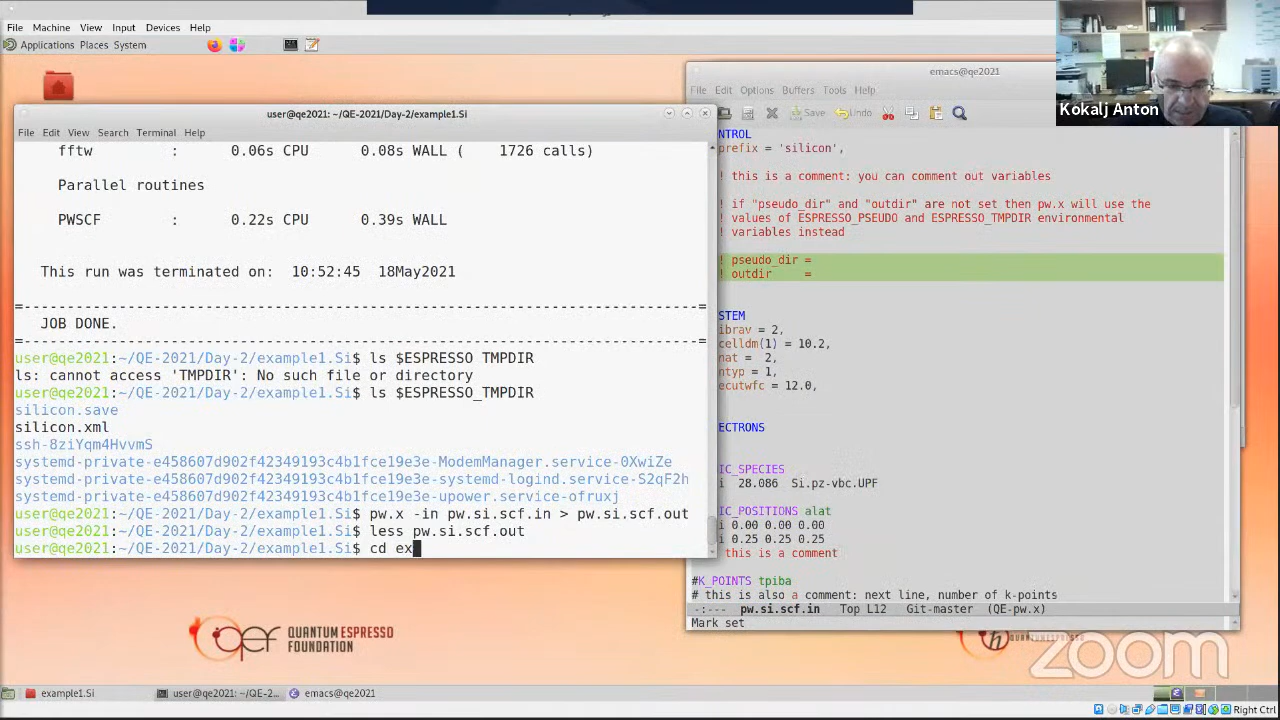 File Machine View Input Devices Help
Applications Places System
emacs@qe2021
Kokalj Anton
user@qe2021: ~/QE-2021/Day-2/example1.Si
File Edit View Search Terminal Help
fftw : 0.06s CPU 0.08s WALL ( 1726 calls)
Parallel routines
PWSCF : 0.22s CPU 0.39s WALL
This run was terminated on: 10:52:45 18May2021
=------------------------------------------------------------------------------=
JOB DONE.
=------------------------------------------------------------------------------=
user@qe2021:~/QE-2021/Day-2/example1.Si$ ls $ESPRESSO TMPDIR
ls: cannot access 'TMPDIR': No such file or directory
user@qe2021:~/QE-2021/Day-2/example1.Si$ ls $ESPRESSO_TMPDIR
silicon.save
silicon.xml
ssh-8ziYqm4HvvmS
systemd-private-e458607d902f42349193c4b1fce19e3e-ModemManager.service-0XwiZe
systemd-private-e458607d902f42349193c4b1fce19e3e-systemd-logind.service-S2qF2h
systemd-private-e458607d902f42349193c4b1fce19e3e-upower.service-ofruxj
user@qe2021:~/QE-2021/Day-2/example1.Si$ pw.x -in pw.si.scf.in > pw.si.scf.out
user@qe2021:~/QE-2021/Day-2/example1.Si$ less pw.si.scf.out
user@qe2021:~/QE-2021/Day-2/example1.Si$ cd ex
File Edit Options Buffers Tools Help
Save Undo
NTROL
prefix = 'silicon',
! this is a comment: you can comment out variables
! if "pseudo_dir" and "outdir" are not set then pw.x will use the
! values of ESPRESSO_PSEUDO and ESPRESSO_TMPDIR environmental
! variables instead
! pseudo_dir =
! outdir =
STEM
ibrav = 2,
celldm(1) = 10.2,
nat = 2,
ntyp = 1,
ecutwfc = 12.0,
ECTRONS
IC_SPECIES
i 28.086 Si.pz-vbc.UPF
IC_POSITIONS alat
i 0.00 0.00 0.00
i 0.25 0.25 0.25
this is a comment
#K_POINTS tpiba
# this is also a comment: next line, number of k-points
-:--- pw.si.scf.in Top L12 Git-master (QE-pw.x)
Mark set
qef QUANTUM ESPRESSO
FOUNDATION
zoom
example1.Si
user@qe2021: ~/QE-2...
emacs@qe2021
Right Ctrl